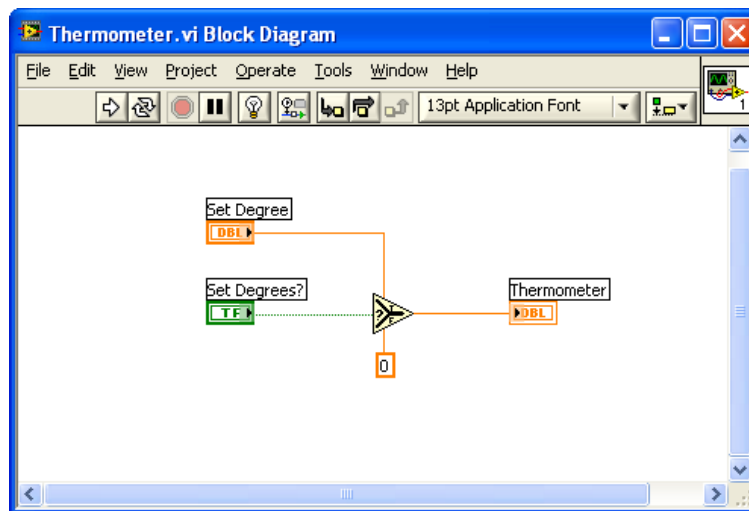 Thermometer.vi Block Diagram
File Edit View Project Operate Tools Window Help
13pt Application Font
1
Set Degree
DBL
Set Degrees?
TF
?
F
Thermometer
DBL
0